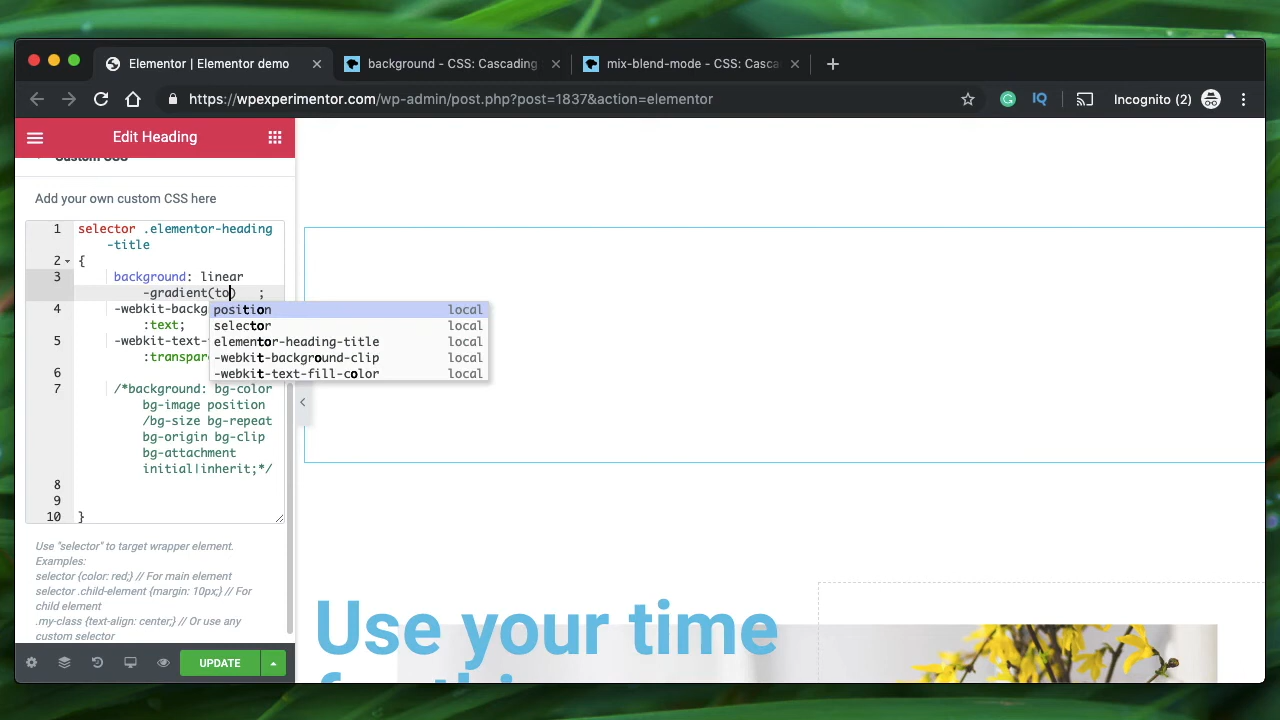 Elementor | Elementor demo
background - CSS: Cascading
mix-blend-mode - CSS: Casca
https://wpexperimentor.com/wp-admin/post.php?post=1837&action=elementor
IQ
Incognito (2)
Edit Heading
Custom CSS
Add your own custom CSS here
1 selector .elementor-heading
-title
2 {
3 background: linear
-gradient(to) ;
4 -webkit-backg
:text;
5 -webkit-text-
:transpar
6
7 /*background: bg-color
bg-image position
/bg-size bg-repeat
bg-origin bg-clip
bg-attachment
initial|inherit;*/
8
9
10 }
position local
selector local
elementor-heading-title local
-webkit-background-clip local
-webkit-text-fill-color local
Use "selector" to target wrapper element.
Examples:
selector {color: red;} // For main element
selector .child-element {margin: 10px;} // For
child element
.my-class {text-align: center;} // Or use any
custom selector
UPDATE
Use your time